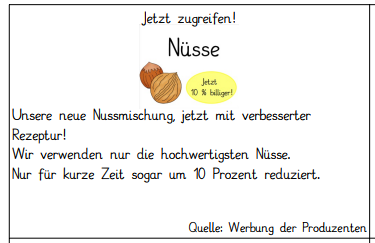 Jetzt zugreifen!
Nüsse
Jetzt
10 % billiger!
Unsere neue Nussmischung, jetzt mit verbesserter
Rezeptur!
Wir verwenden nur die hochwertigsten Nüsse.
Nur für kurze Zeit sogar um 10 Prozent reduziert.
Quelle: Werbung der Produzenten